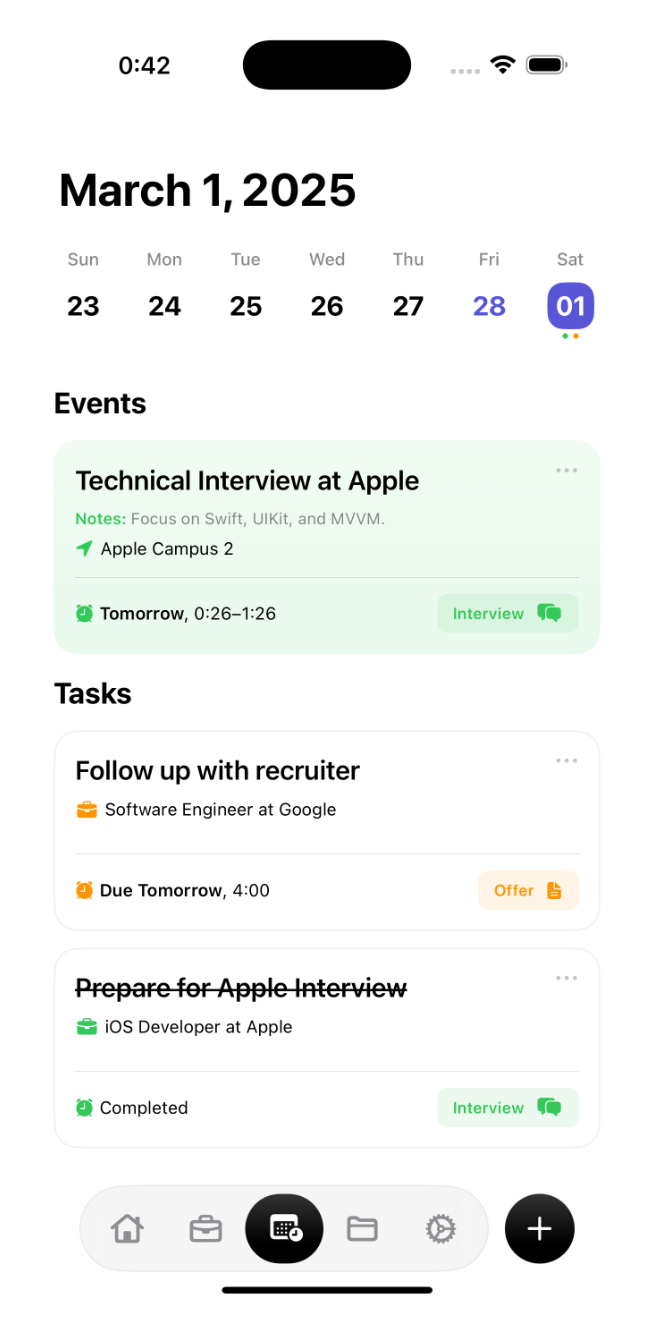 0:42
March 1, 2025
Sun Mon Tue Wed Thu Fri Sat
23 24 25 26 27 28 01
Events
Technical Interview at Apple
Notes: Focus on Swift, UIKit, and MVVM.
Apple Campus 2
Tomorrow, 0:26–1:26 Interview
Tasks
Follow up with recruiter
Software Engineer at Google
Due Tomorrow, 4:00 Offer
Prepare for Apple Interview
iOS Developer at Apple
Completed Interview